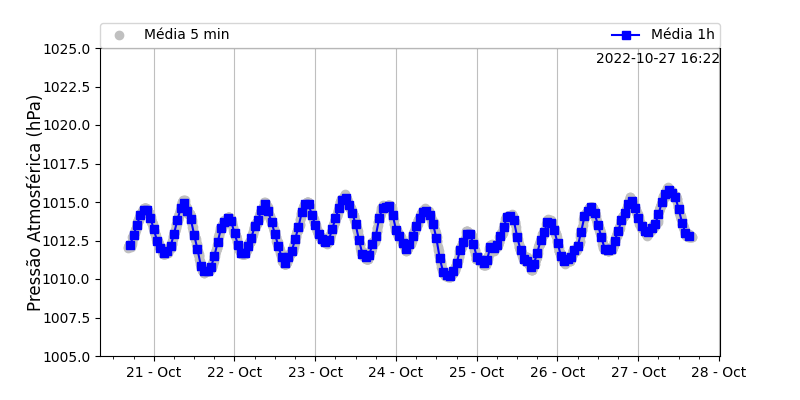 Média 5 min
Média 1h
2022-10-27 16:22
Pressão Atmosférica (hPa)
1025.0
1022.5
1020.0
1017.5
1015.0
1012.5
1010.0
1007.5
1005.0
21 - Oct
22 - Oct
23 - Oct
24 - Oct
25 - Oct
26 - Oct
27 - Oct
28 - Oct